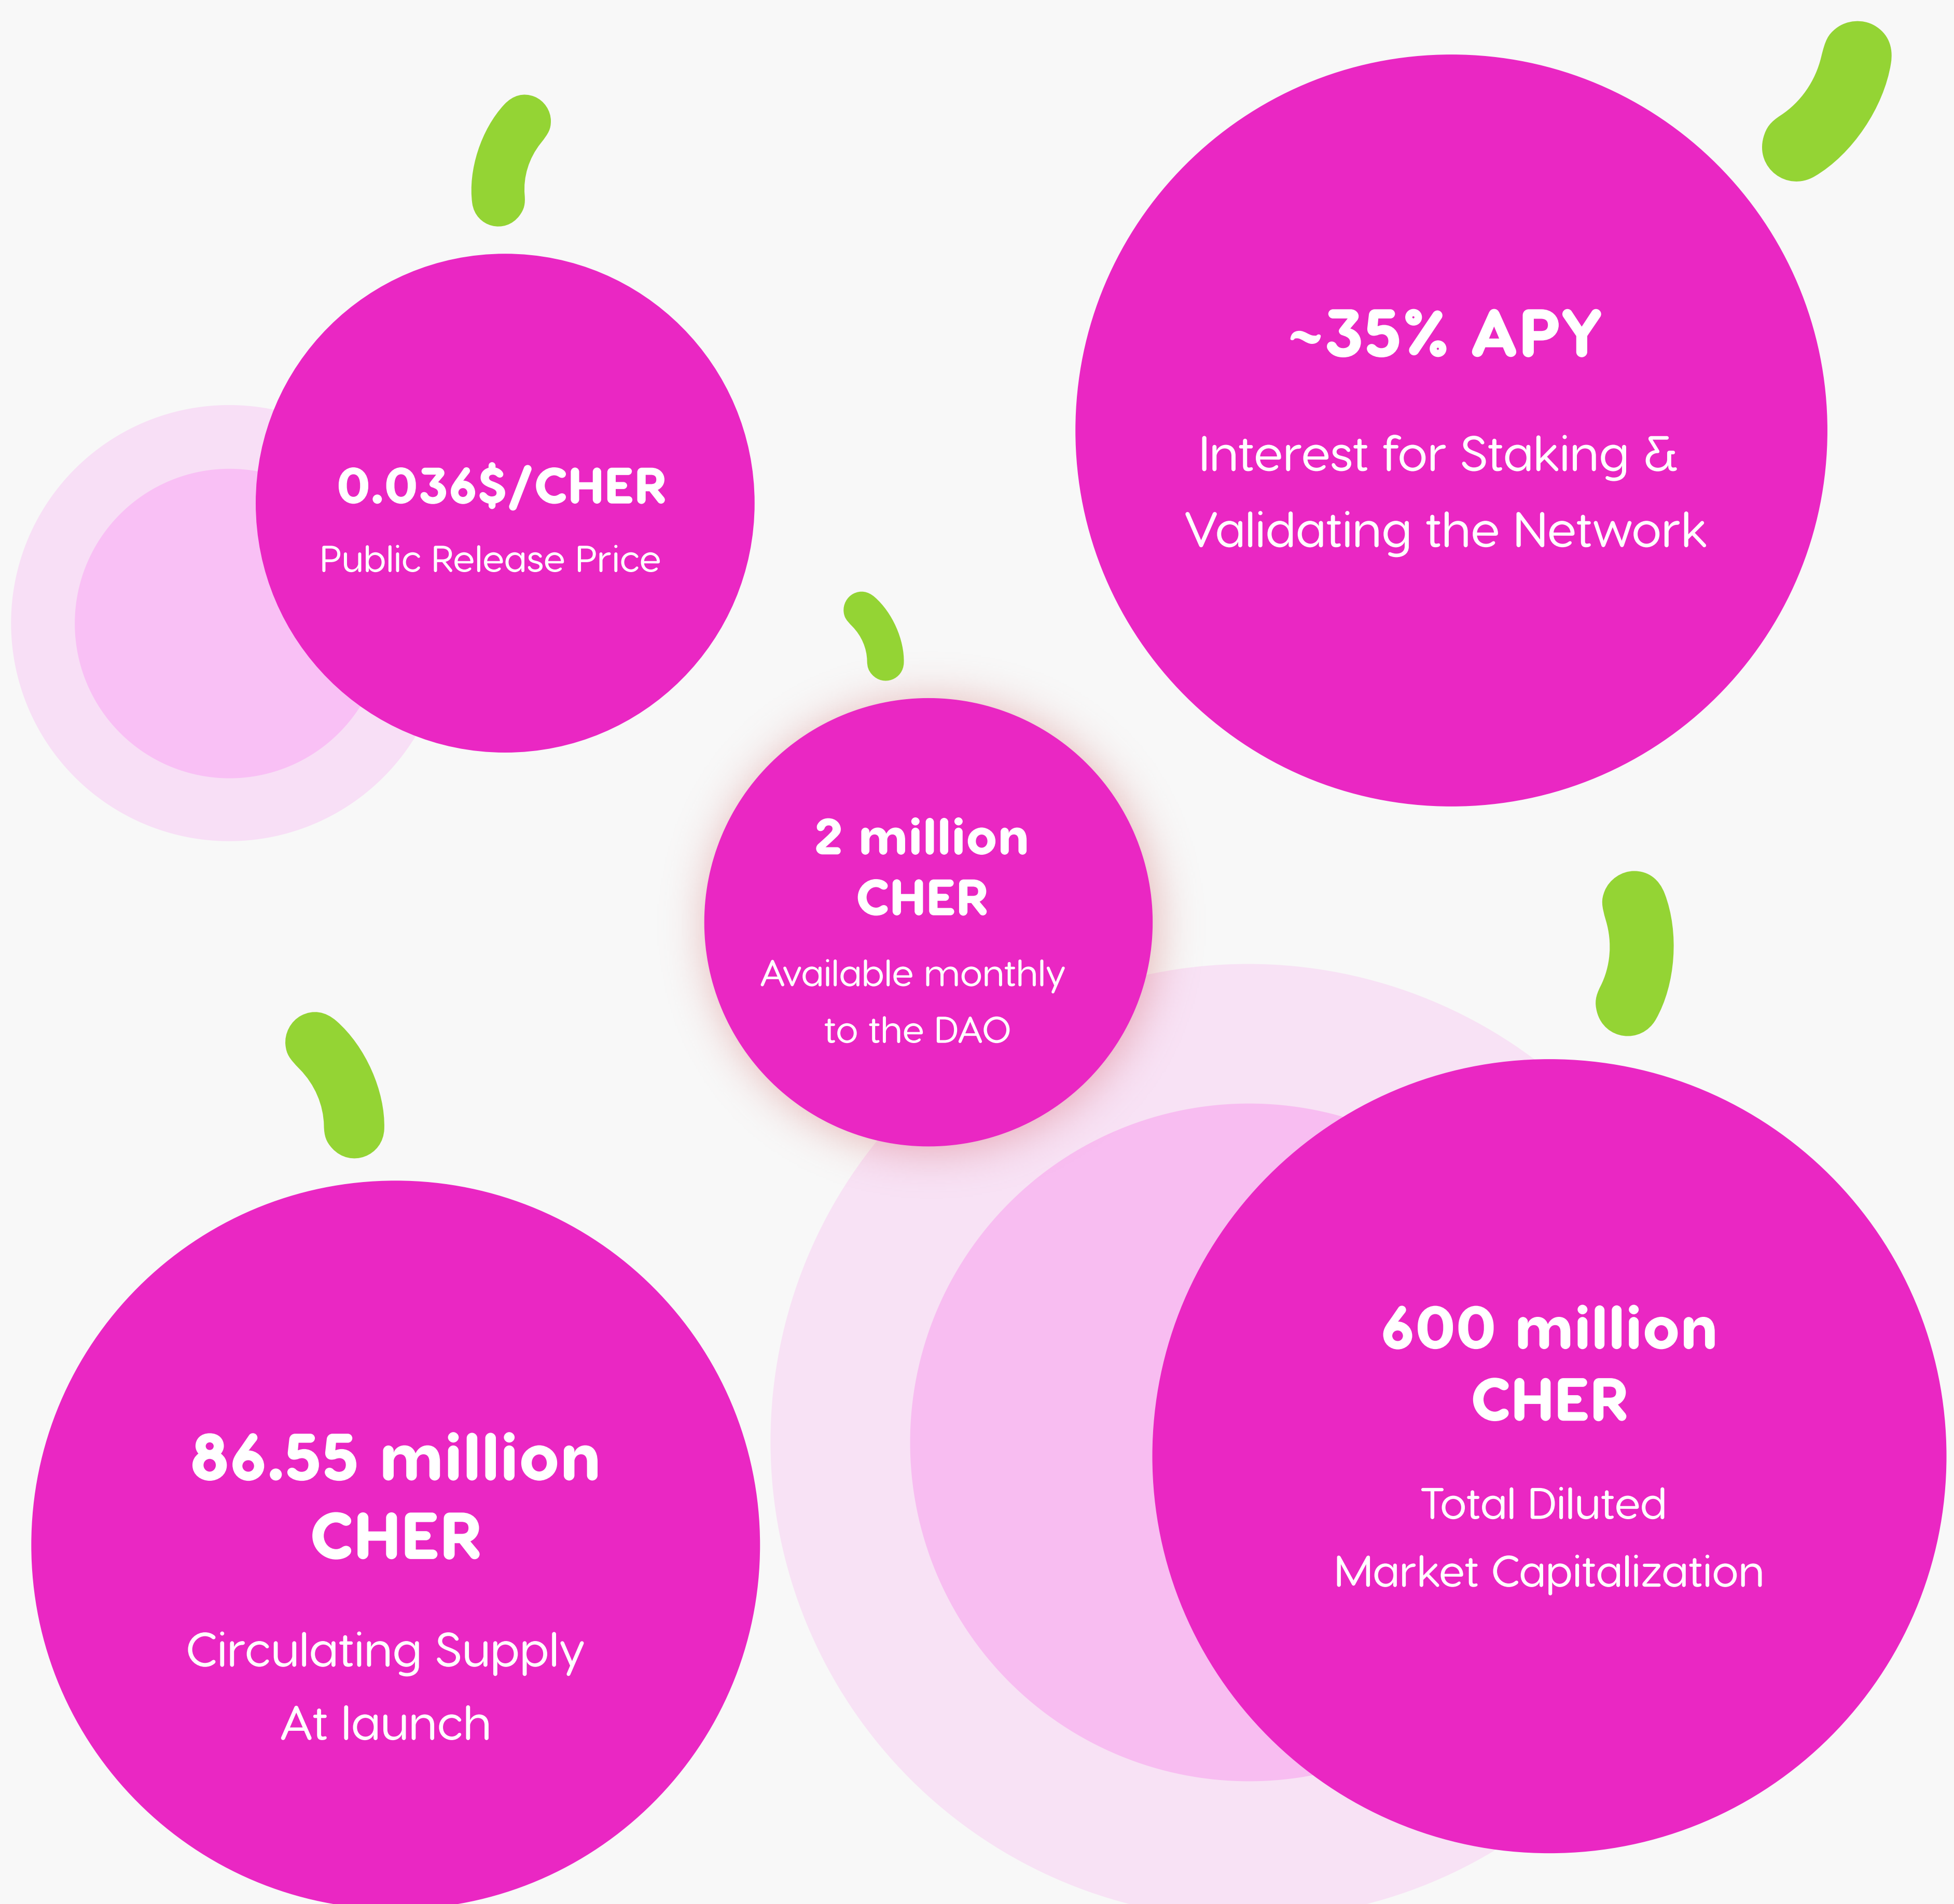 0.036$/CHER
Public Release Price
~35% APY
Interest for Staking &
Validating the Network
2 million
CHER
Available monthly
to the DAO
86.55 million
CHER
Circulating Supply
At launch
600 million
CHER
Total Diluted
Market Capitalization